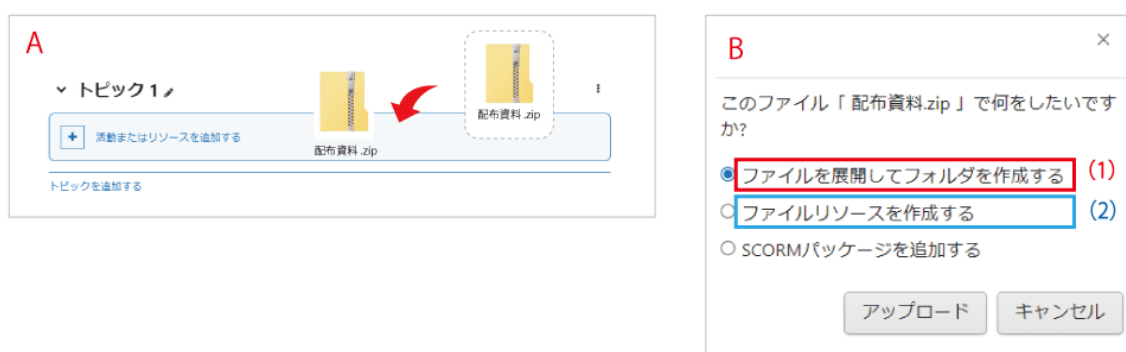 A
トピック 1
配布資料 .zip
活動またはリソースを追加する
配布資料 .zip
トピックを追加する
B
×
このファイル「 配布資料.zip 」で何をしたいです
か?
ファイルを展開してフォルダを作成する (1)
ファイルリソースを作成する (2)
SCORMパッケージを追加する
アップロード キャンセル